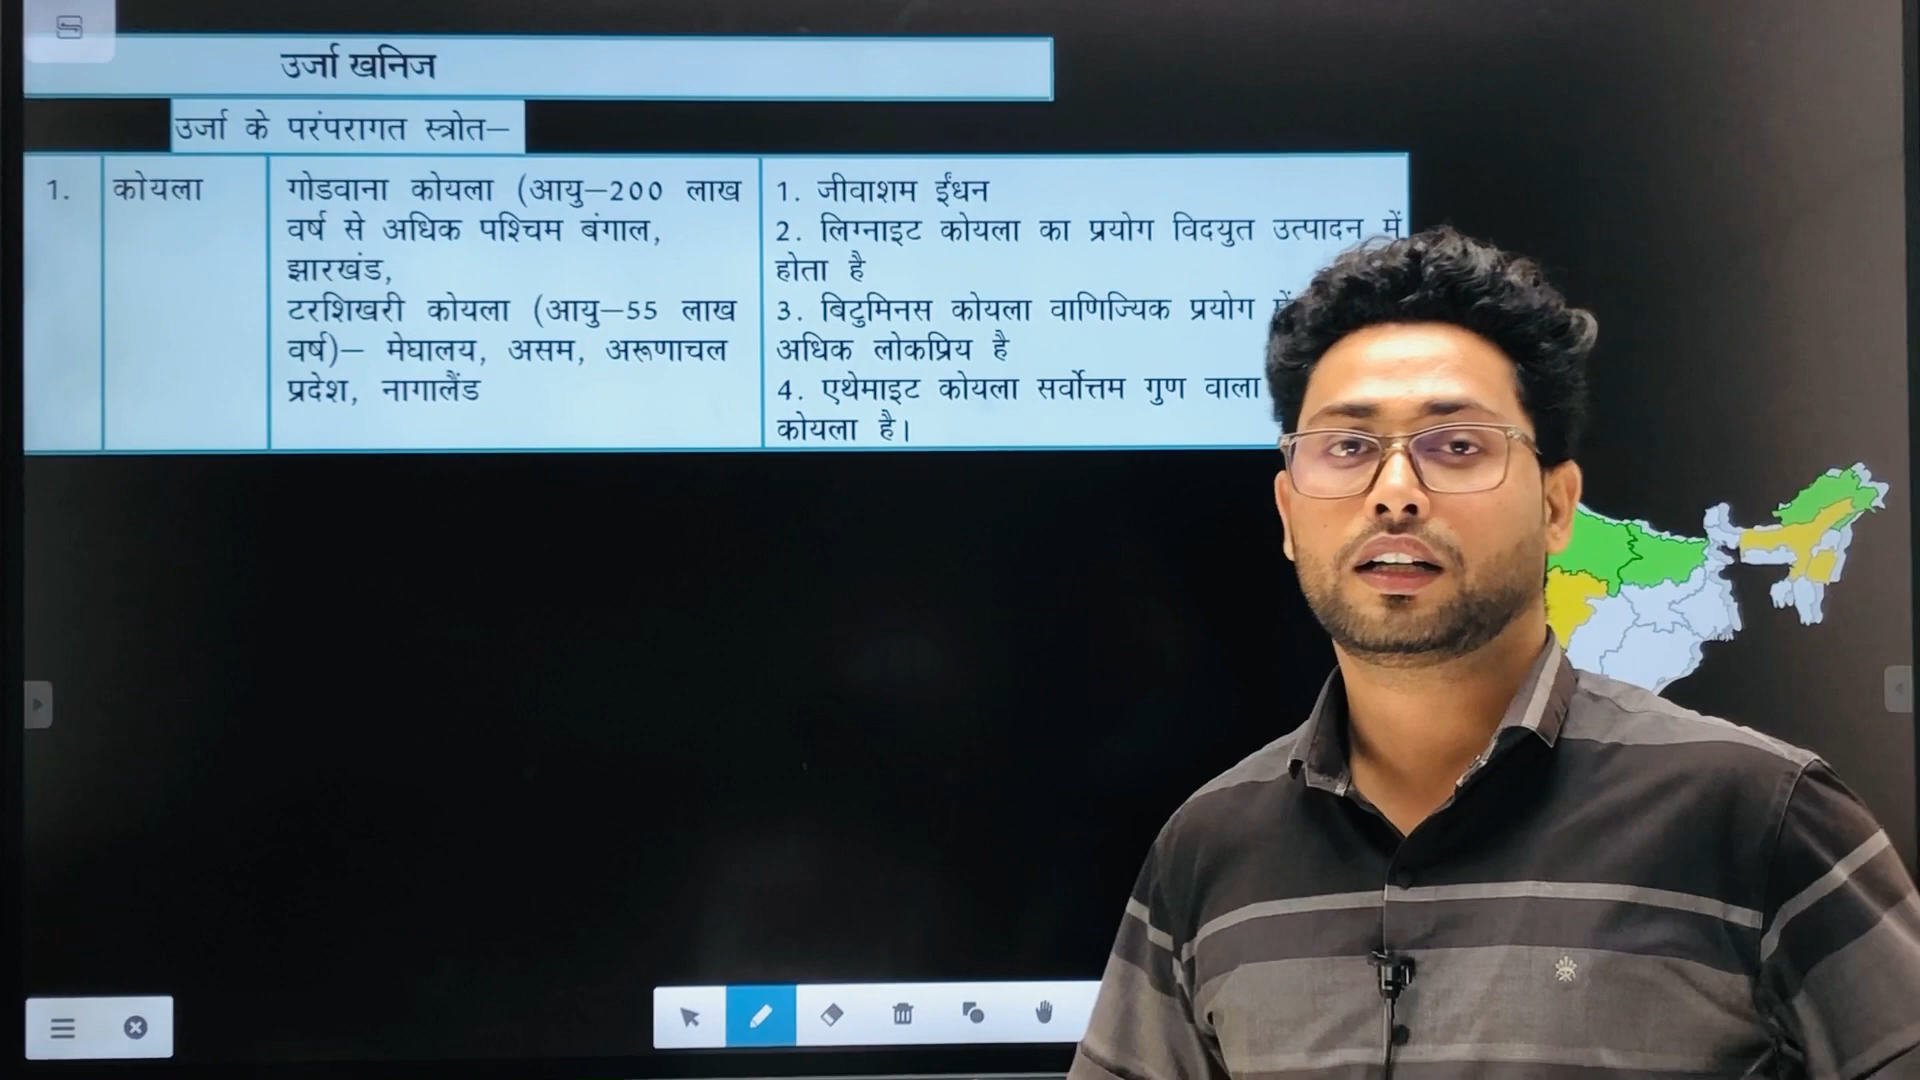 उर्जा खनिज
उर्जा के परंपरागत स्त्रोत–
1.
कोयला
गोडवाना कोयला (आयु–200 लाख
वर्ष से अधिक पश्चिम बंगाल,
झारखंड,
टरशिखरी कोयला (आयु–55 लाख
वर्ष)– मेघालय, असम, अरूणाचल
प्रदेश, नागालैंड
1. जीवाशम ईंधन
2. लिग्नाइट कोयला का प्रयोग विदयुत उत्पादन में
होता है
3. बिटुमिनस कोयला वाणिज्यिक प्रयोग में
अधिक लोकप्रिय है
4. एथेमाइट कोयला सर्वोत्तम गुण वाला
कोयला है।